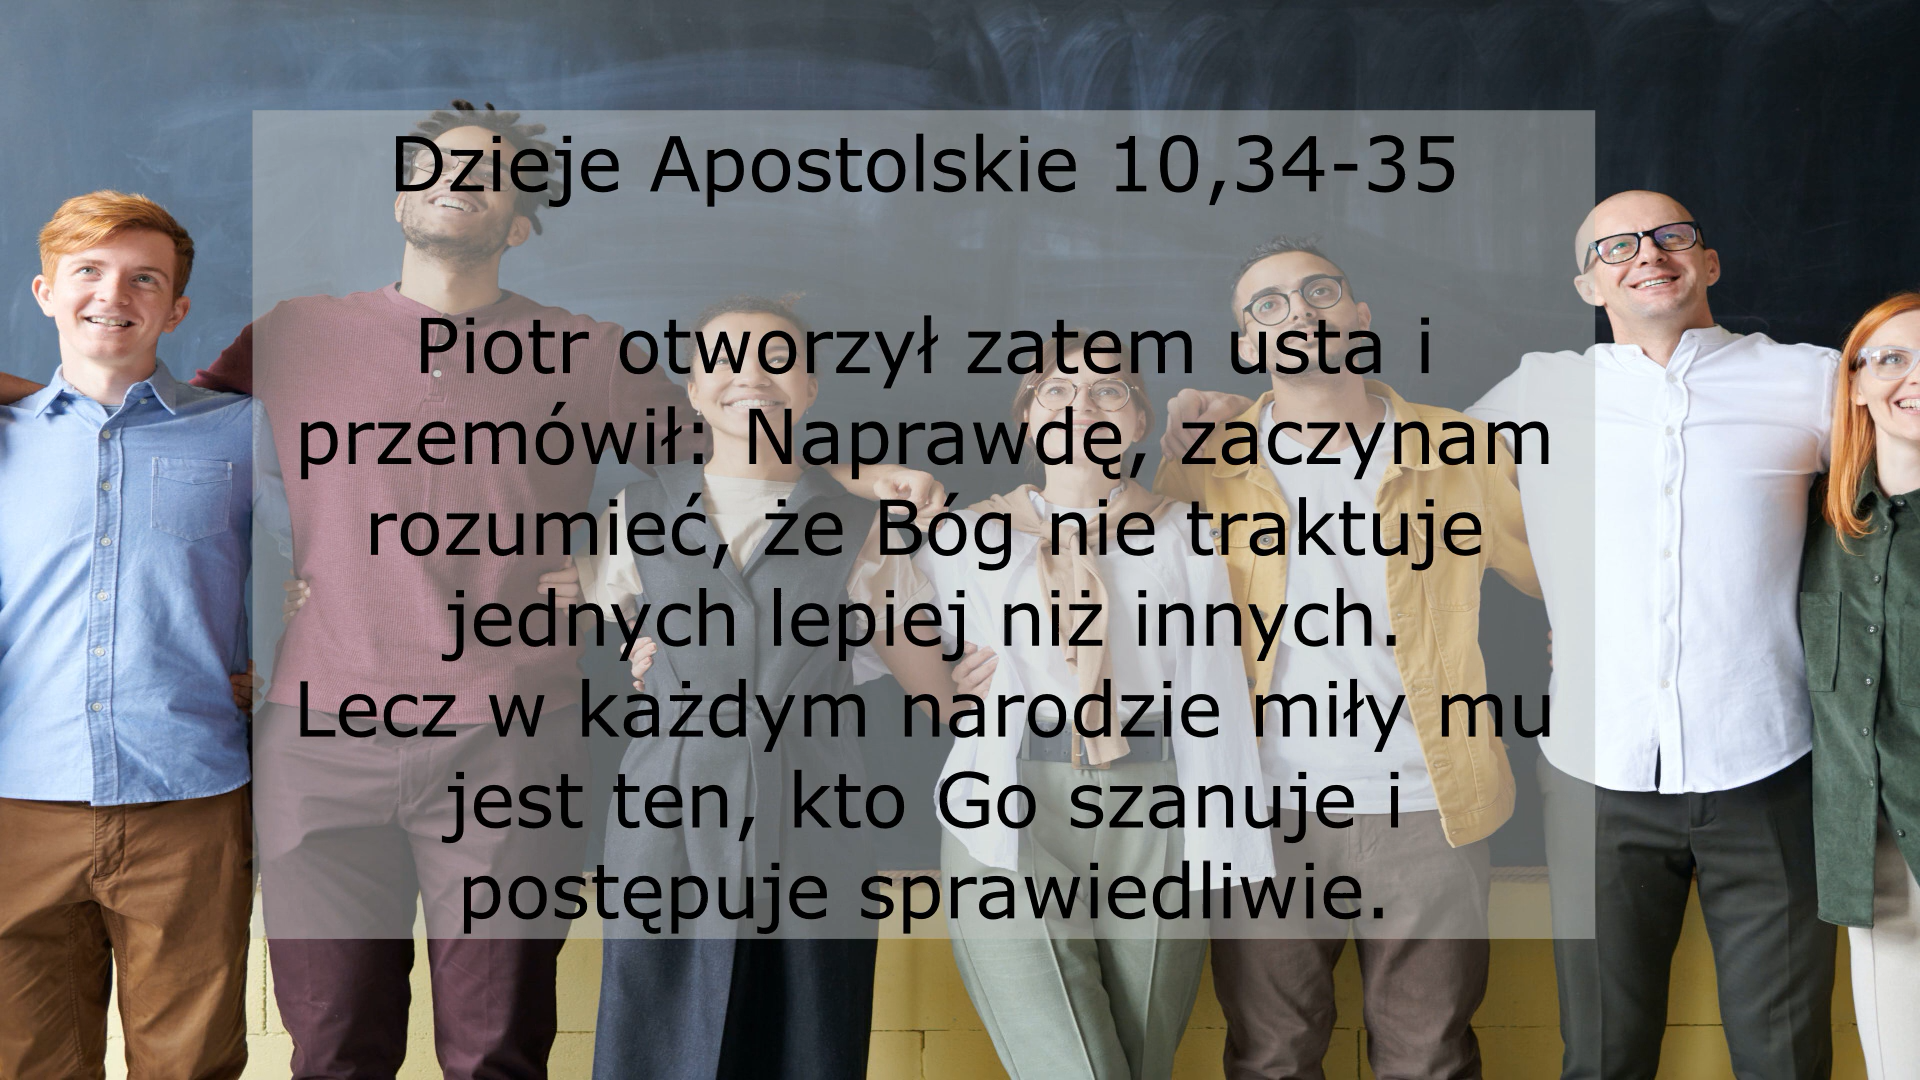 Dzieje Apostolskie 10,34-35
Piotr otworzył zatem usta i
przemówił: Naprawdę, zaczynam
rozumieć, że Bóg nie traktuje
jednych lepiej niż innych.
Lecz w każdym narodzie miły mu
jest ten, kto Go szanuje i
postępuje sprawiedliwie.